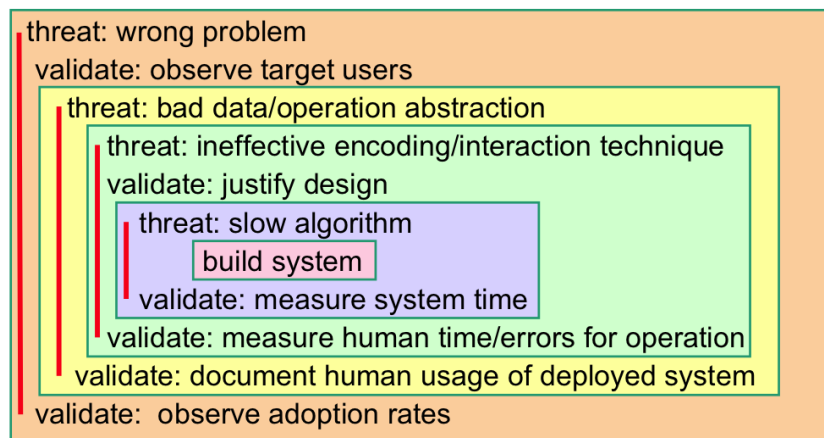 threat: wrong problem
validate: observe target users
threat: bad data/operation abstraction
threat: ineffective encoding/interaction technique
validate: justify design
threat: slow algorithm
build system
validate: measure system time
validate: measure human time/errors for operation
validate: document human usage of deployed system
validate: observe adoption rates